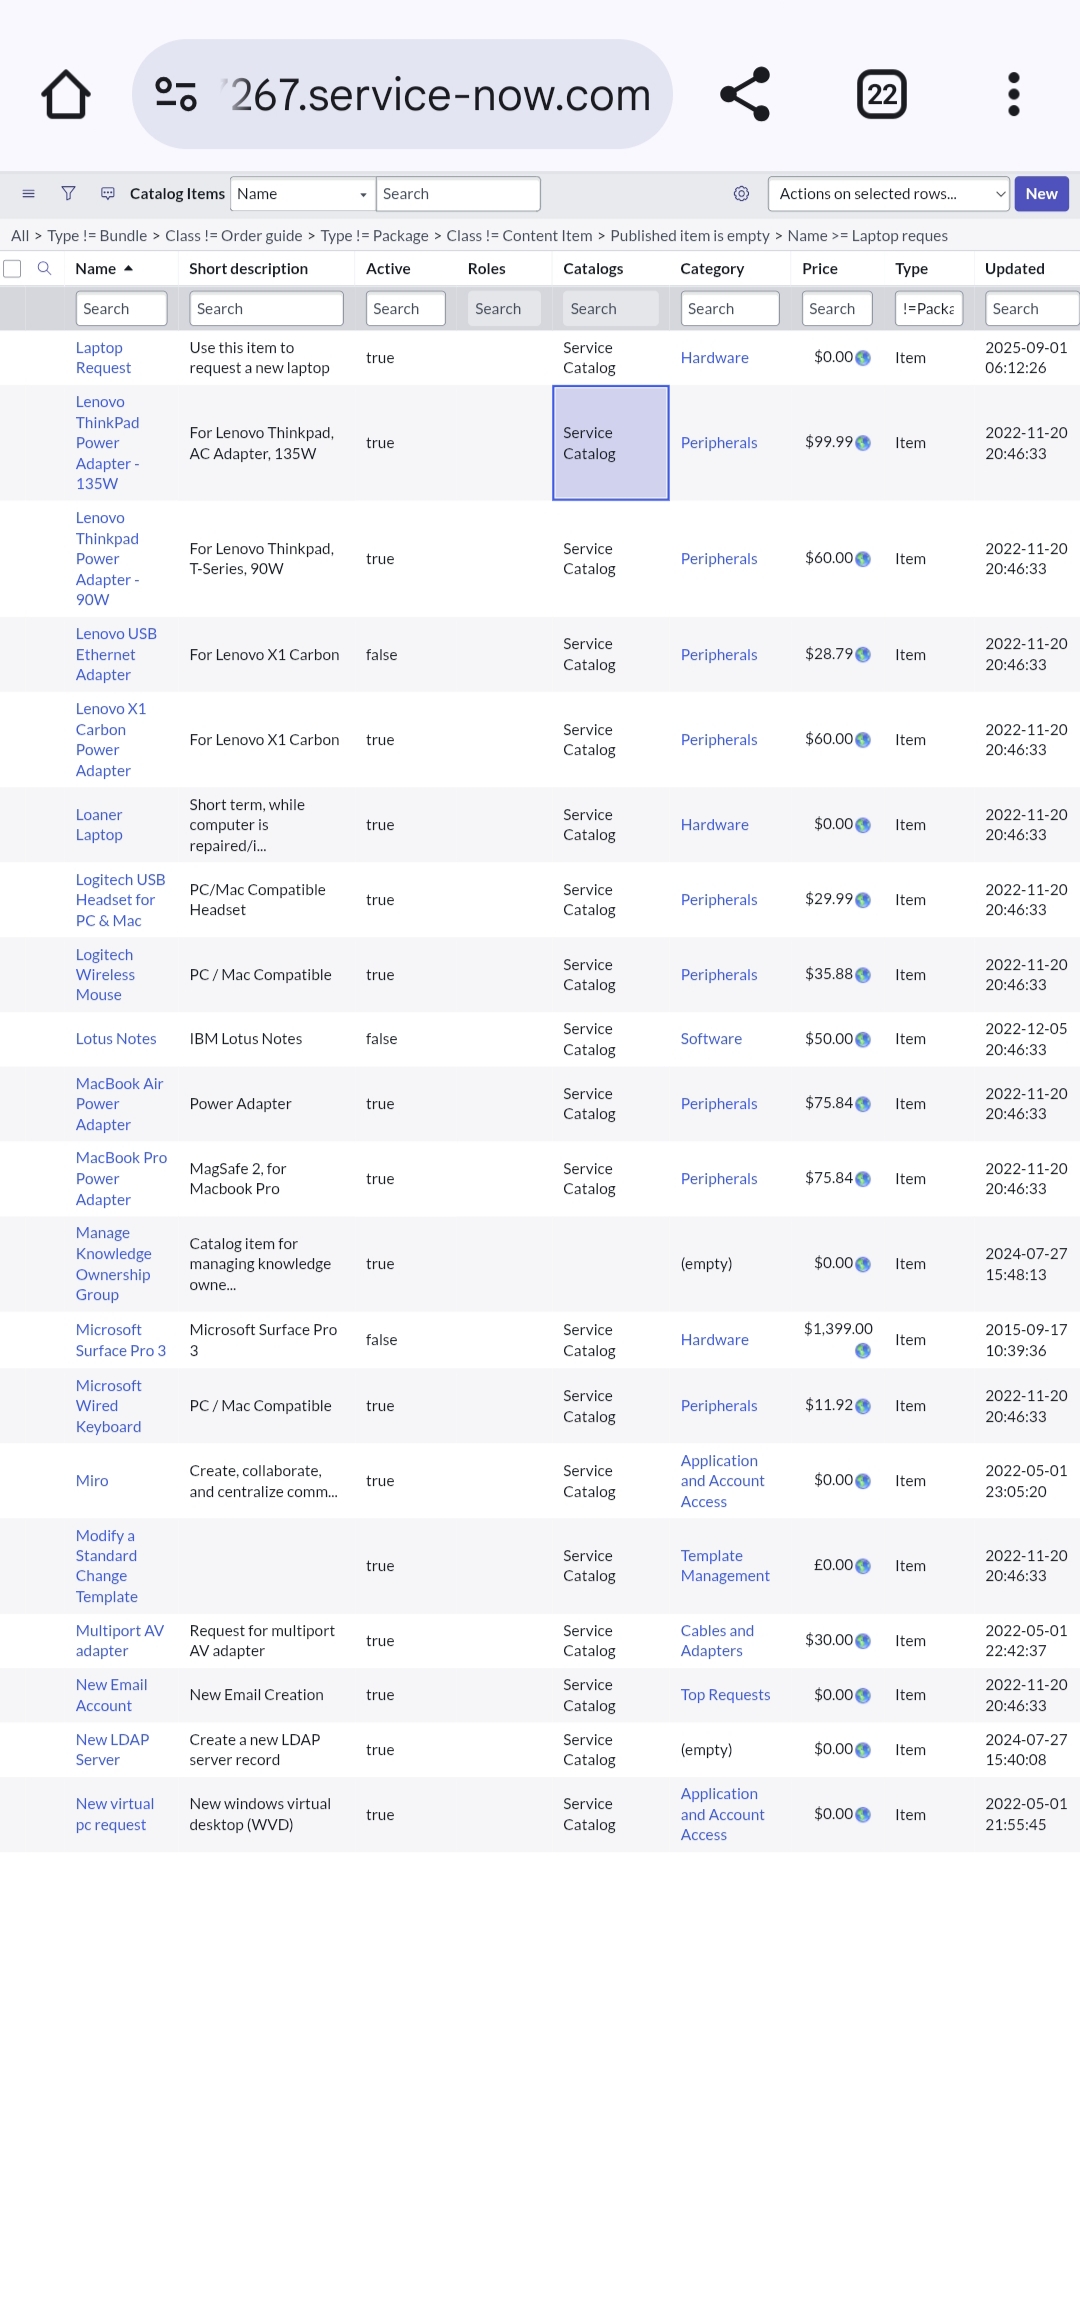 267.service-now.com
22
Catalog Items Name Search Actions on selected rows... New
All > Type != Bundle > Class != Order guide > Type != Package > Class != Content Item > Published item is empty > Name >= Laptop reques
Name Short description Active Roles Catalogs Category Price Type Updated
Search Search Search Search Search Search Search !=Packa Search
Laptop Request Use this item to request a new laptop true Service Catalog Hardware $0.00 Item 2025-09-01 06:12:26
Lenovo ThinkPad Power Adapter - 135W For Lenovo Thinkpad, AC Adapter, 135W true Service Catalog Peripherals $99.99 Item 2022-11-20 20:46:33
Lenovo Thinkpad Power Adapter - 90W For Lenovo Thinkpad, T-Series, 90W true Service Catalog Peripherals $60.00 Item 2022-11-20 20:46:33
Lenovo USB Ethernet Adapter For Lenovo X1 Carbon false Service Catalog Peripherals $28.79 Item 2022-11-20 20:46:33
Lenovo X1 Carbon Power Adapter For Lenovo X1 Carbon true Service Catalog Peripherals $60.00 Item 2022-11-20 20:46:33
Loaner Laptop Short term, while computer is repaired/i... true Service Catalog Hardware $0.00 Item 2022-11-20 20:46:33
Logitech USB Headset for PC & Mac PC/Mac Compatible Headset true Service Catalog Peripherals $29.99 Item 2022-11-20 20:46:33
Logitech Wireless Mouse PC / Mac Compatible true Service Catalog Peripherals $35.88 Item 2022-11-20 20:46:33
Lotus Notes IBM Lotus Notes false Service Catalog Software $50.00 Item 2022-12-05 20:46:33
MacBook Air Power Adapter Power Adapter true Service Catalog Peripherals $75.84 Item 2022-11-20 20:46:33
MacBook Pro Power Adapter MagSafe 2, for Macbook Pro true Service Catalog Peripherals $75.84 Item 2022-11-20 20:46:33
Manage Knowledge Ownership Group Catalog item for managing knowledge owne... true (empty) $0.00 Item 2024-07-27 15:48:13
Microsoft Surface Pro 3 Microsoft Surface Pro 3 false Service Catalog Hardware $1,399.00 Item 2015-09-17 10:39:36
Microsoft Wired Keyboard PC / Mac Compatible true Service Catalog Peripherals $11.92 Item 2022-11-20 20:46:33
Miro Create, collaborate, and centralize comm... true Service Catalog Application and Account Access $0.00 Item 2022-05-01 23:05:20
Modify a Standard Change Template true Service Catalog Template Management £0.00 Item 2022-11-20 20:46:33
Multiport AV adapter Request for multiport AV adapter true Service Catalog Cables and Adapters $30.00 Item 2022-05-01 22:42:37
New Email Account New Email Creation true Service Catalog Top Requests $0.00 Item 2022-11-20 20:46:33
New LDAP Server Create a new LDAP server record true Service Catalog (empty) $0.00 Item 2024-07-27 15:40:08
New virtual pc request New windows virtual desktop (WVD) true Service Catalog Application and Account Access $0.00 Item 2022-05-01 21:55:45